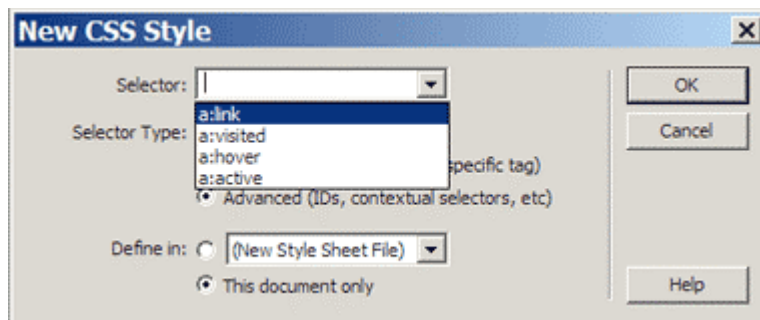 New CSS Style
Selector:
a:link
a:visited
a:hover
a:active
Selector Type:
specific tag)
Advanced (IDs, contextual selectors, etc)
Define in:
(New Style Sheet File)
This document only
OK
Cancel
Help